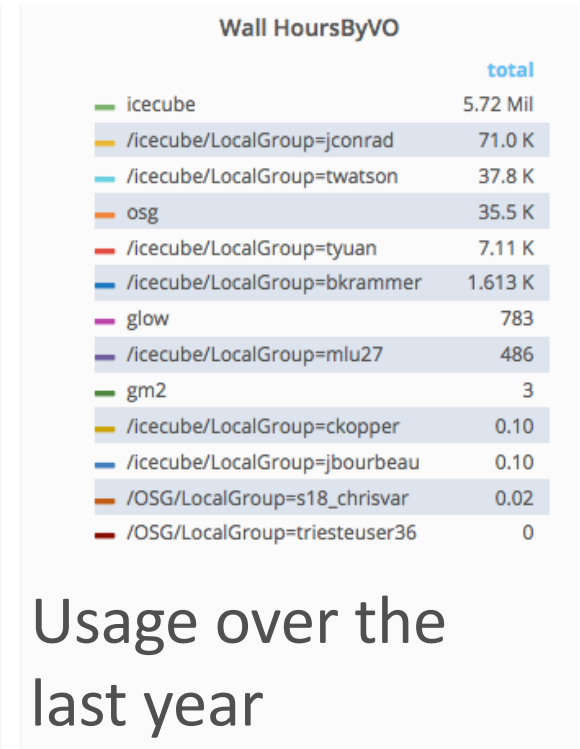 Wall HoursByVO
total
icecube 5.72 Mil
/icecube/LocalGroup=jconrad 71.0 K
/icecube/LocalGroup=twatson 37.8 K
osg 35.5 K
/icecube/LocalGroup=tyuan 7.11 K
/icecube/LocalGroup=bkrammer 1.613 K
glow 783
/icecube/LocalGroup=mlu27 486
gm2 3
/icecube/LocalGroup=ckopper 0.10
/icecube/LocalGroup=jbourbeau 0.10
/OSG/LocalGroup=s18_chrisvar 0.02
/OSG/LocalGroup=triesteuser36 0
Usage over the
last year